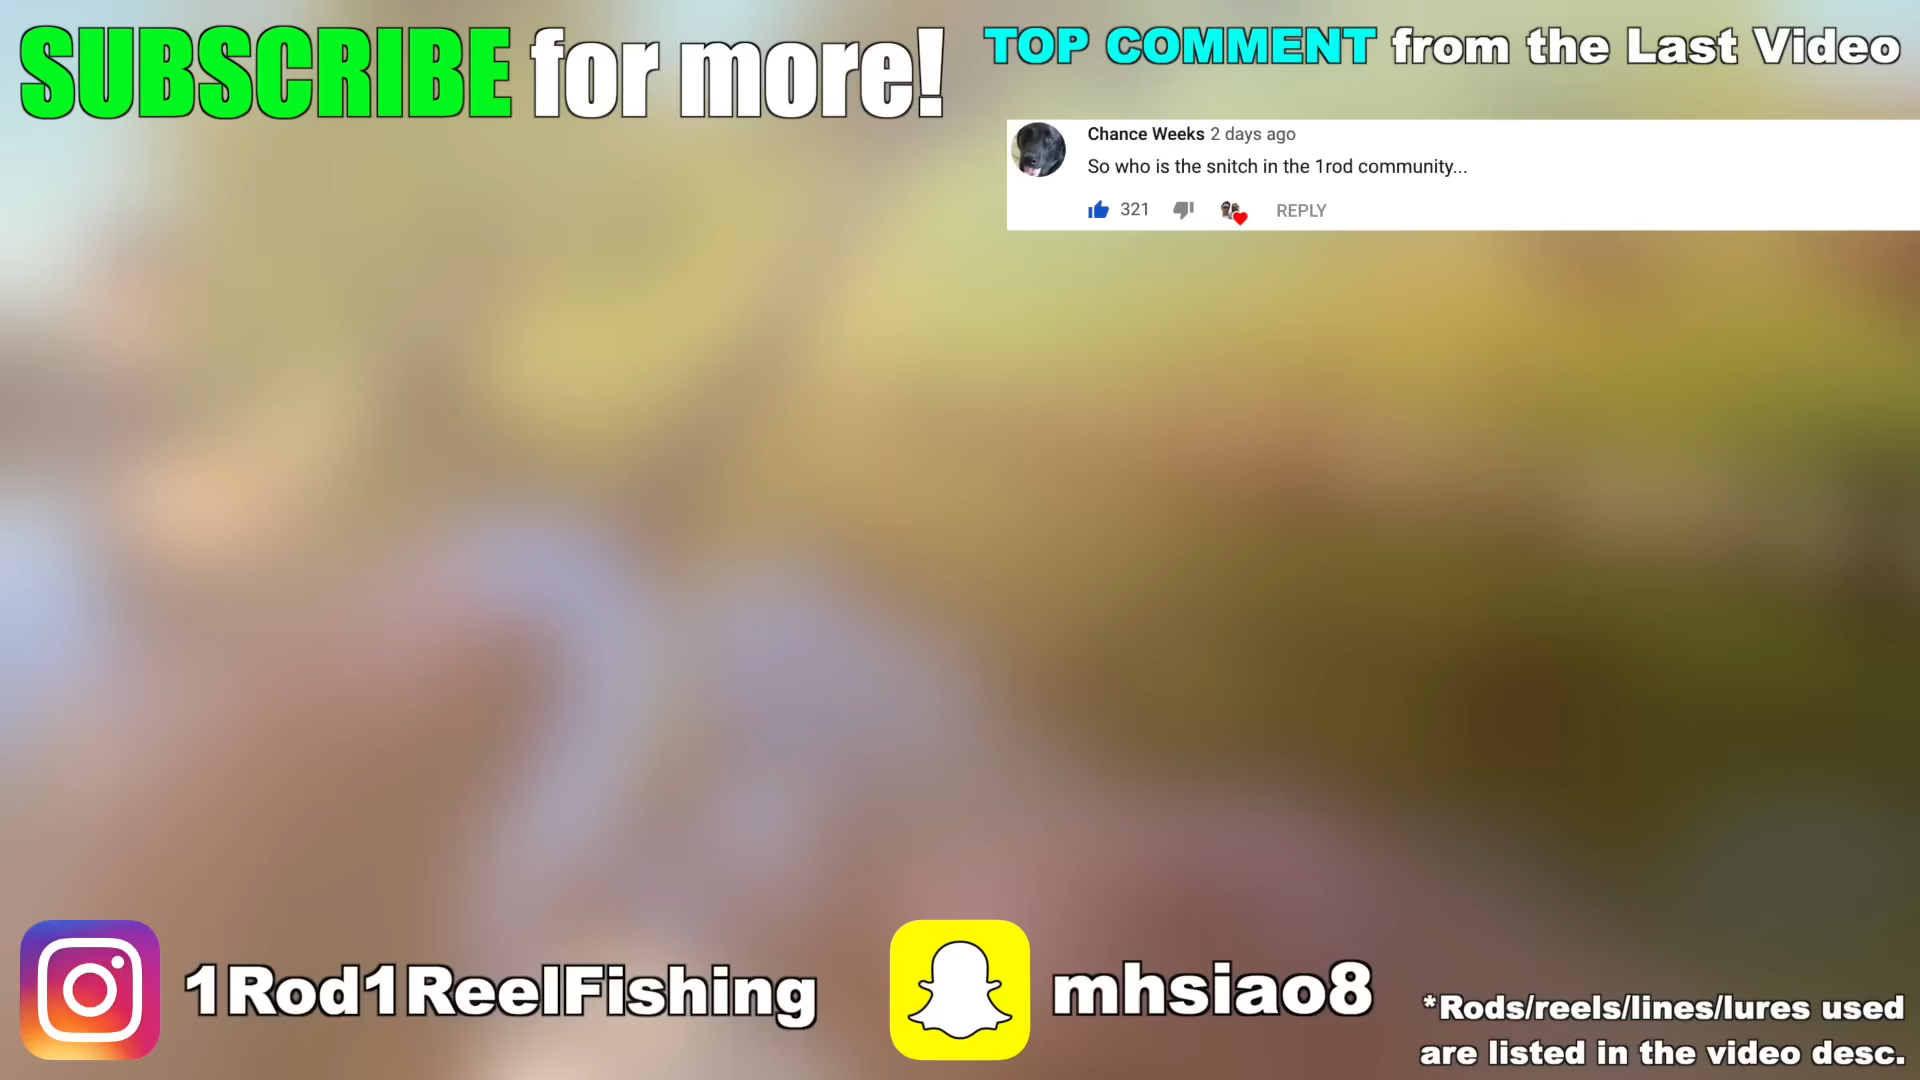 SUBSCRIBE for more!
TOP COMMENT from the Last Video
Chance Weeks 2 days ago
So who is the snitch in the 1rod community...
321 REPLY
1Rod1ReelFishing
mhsiao8
*Rods/reels/lines/lures used
are listed in the video desc.